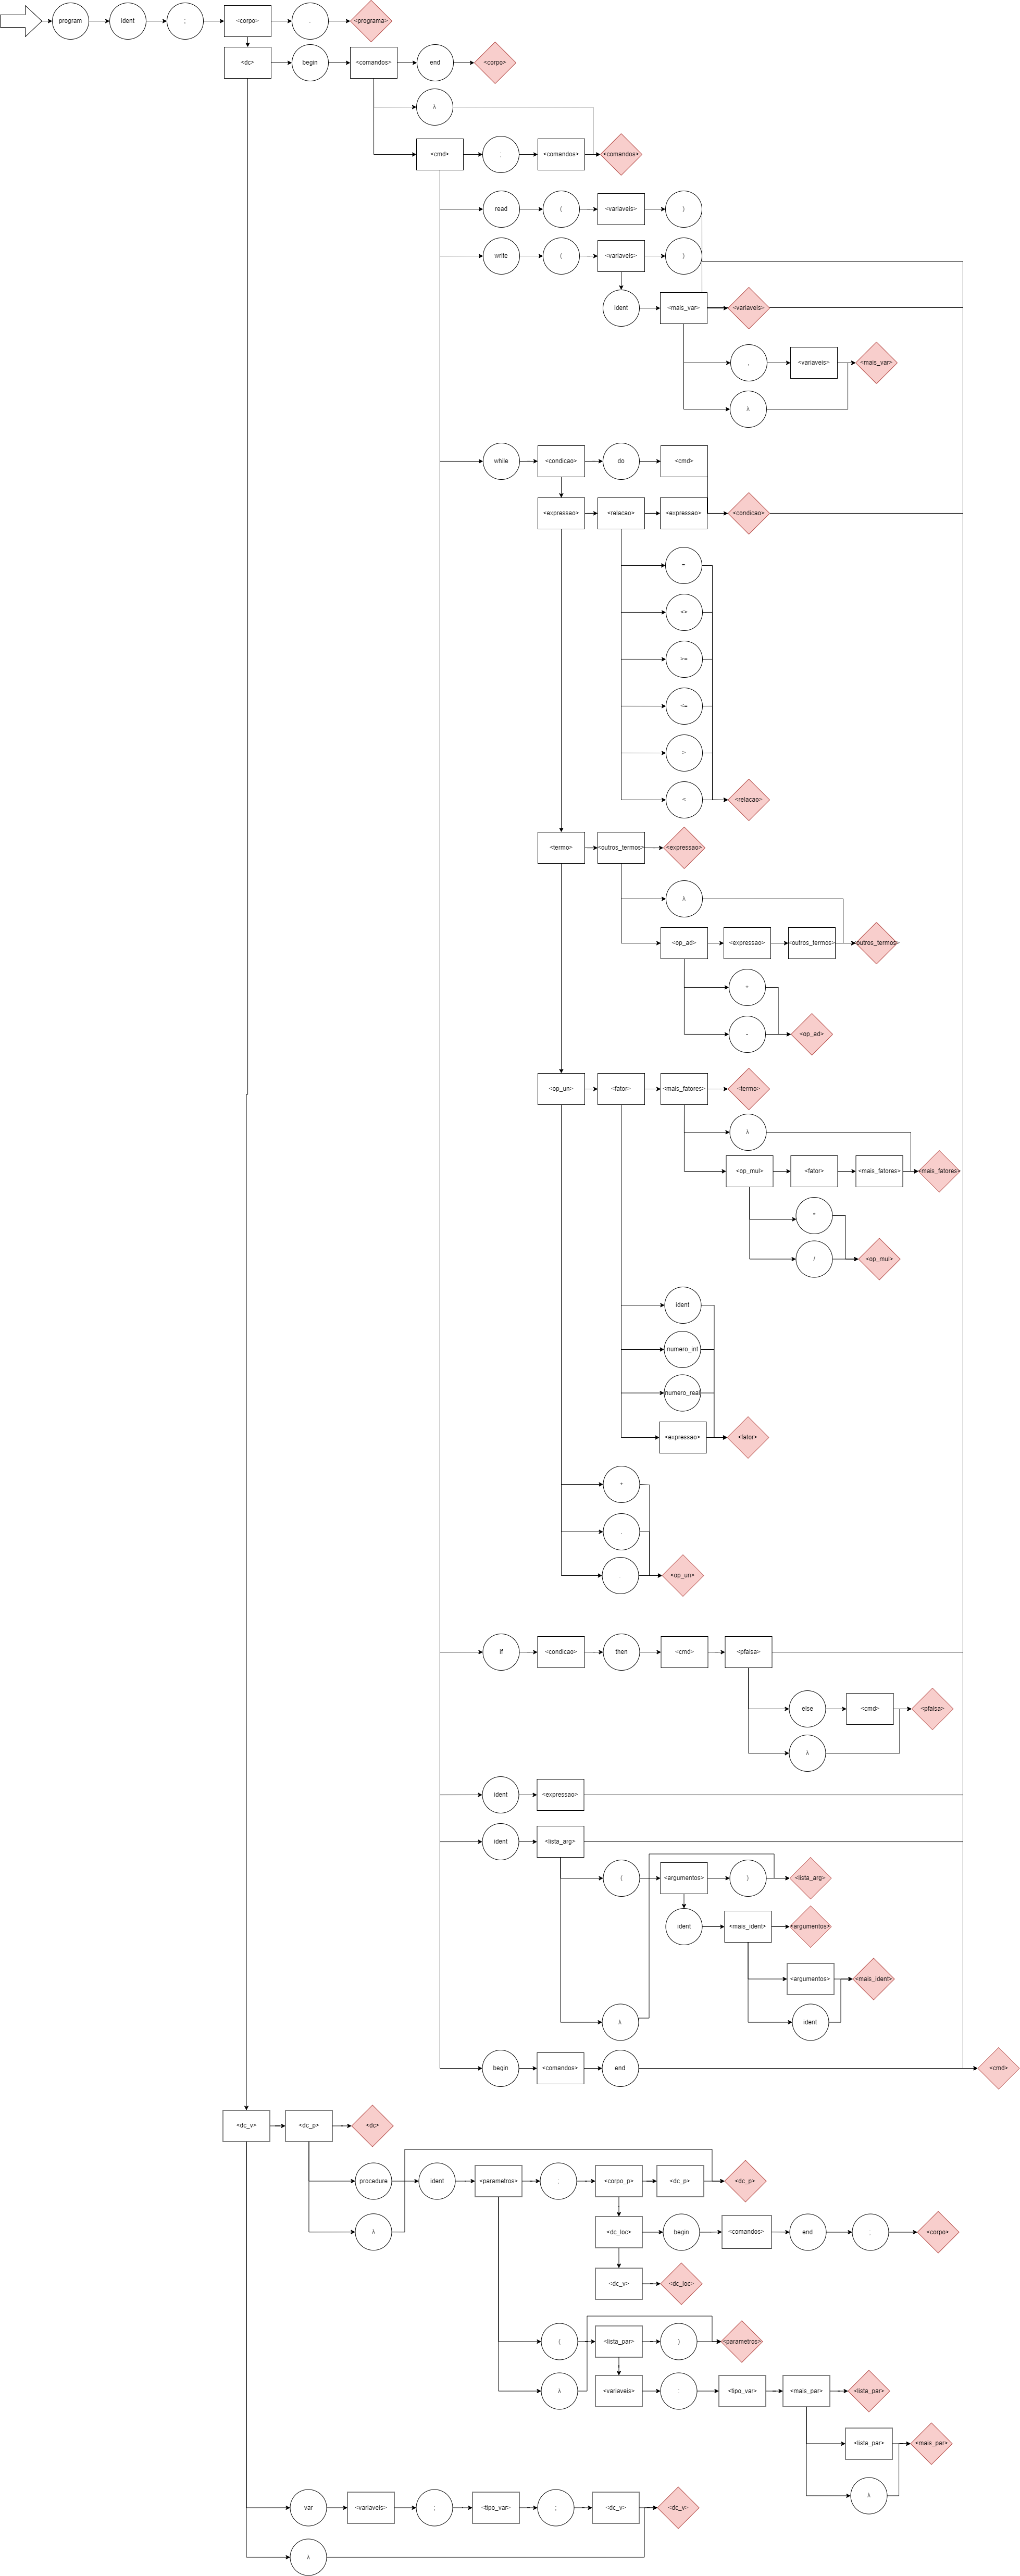 program ident ; <corpo> . <programa>
<dc> begin <comandos> end <corpo>
λ
<cmd> ; <comandos> <comandos>
read ( <variaveis> )
write ( <variaveis> )
ident <mais_var> <variaveis>
, <variaveis> <mais_var>
λ
while <condicao> do <cmd>
<expressao> <relacao> <expressao> <condicao>
=
<>
>=
<=
>
< <relacao>
<termo> <outros_termos> <expressao>
λ
<op_ad> <expressao> <outros_termos> <outros_termos>
+
- <op_ad>
<op_un> <fator> <mais_fatores> <termo>
λ
<op_mul> <fator> <mais_fatores> <mais_fatores>
*
/ <op_mul>
ident
numero_int
numero_real
<expressao> <fator>
+
<op_un>
if <condicao> then <cmd> <pfalsa>
else <cmd> <pfalsa>
λ
ident <expressao>
ident <lista_arg>
( <argumentos> ) <lista_arg>
ident <mais_ident> <argumentos>
<argumentos> <mais_ident>
λ ident
begin <comandos> end <cmd>
<dc_v> <dc_p> <dc>
procedure ident <parametros> ; <corpo_p> <dc_p> <dc_p>
λ <dc_loc> begin <comandos> end ; <corpo>
<dc_v> <dc_loc>
( <lista_par> ) <parametros>
λ <variaveis> : <tipo_var> <mais_par> <lista_par>
<lista_par> <mais_par>
λ
var <variaveis> ; <tipo_var> ; <dc_v> <dc_v>
λ